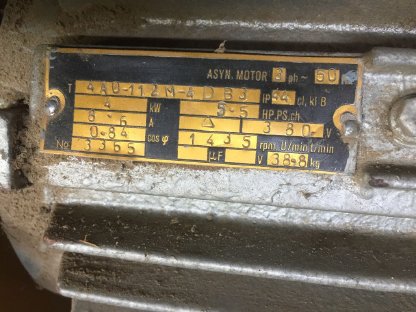 ASYN. MOTOR 3 ph~ 50
T 4AU-112M-4DB3 IP 44 cl, kl B
4 kW 5·5 HP.PS.ch
8·6 A Δ 380 V
0·84 cos φ 1435 rpm.U/min.t/min
No 3365 µF V 38·8 kg